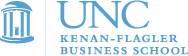 UNC
KENAN-FLAGLER
BUSINESS SCHOOL